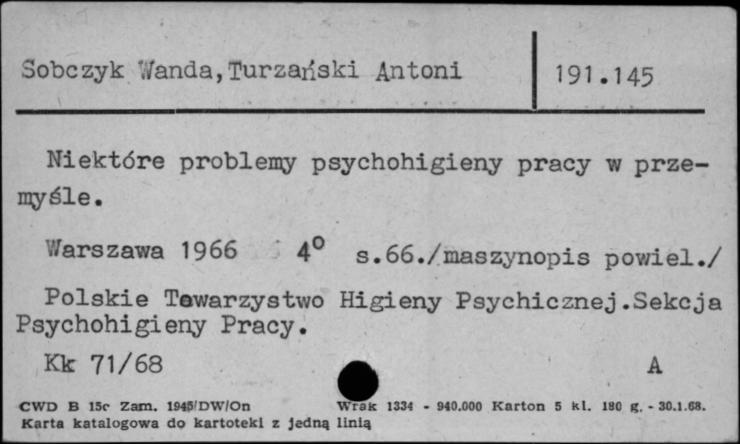 Sobczyk Wanda,Turzański Antoni 191.145
Niektóre problemy psychohigieny pracy w prze-
myśle.
Warszawa 1966 4° s.66./maszynopis powiel./
Polskie Towarzystwo Higieny Psychicznej.Sekcja
Psychohigieny Pracy.
Kk 71/68 A
CWD B 15c Zam. 1945/DW/On Wrak 1334 - 940.000 Karton 5 kl. 180 g. - 30.1.68.
Karta katalogowa do kartoteki z jedną linią